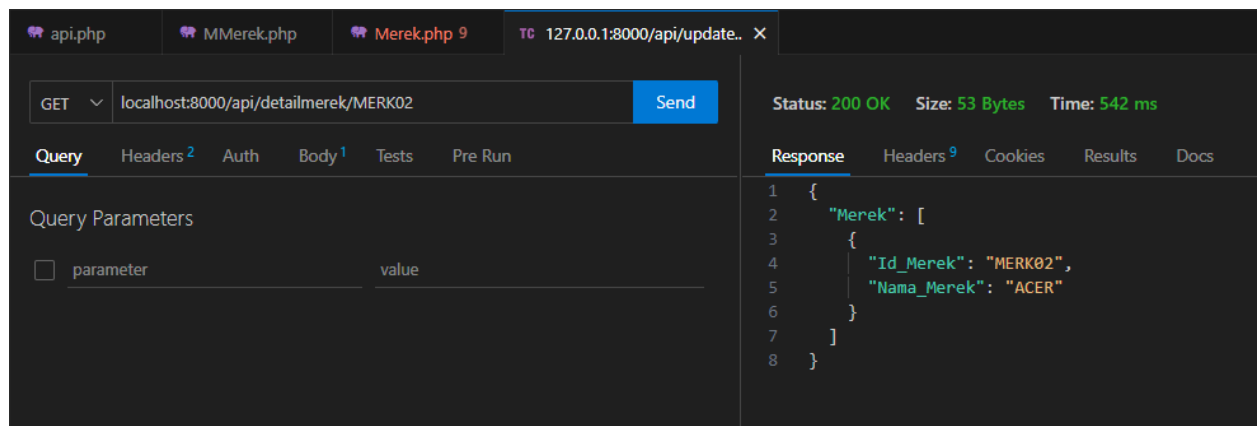 api.php MMerek.php Merek.php 9 TC 127.0.0.1:8000/api/update..
GET localhost:8000/api/detailmerek/MERK02 Send
Query Headers 2 Auth Body 1 Tests Pre Run
Query Parameters
parameter value
Status: 200 OK Size: 53 Bytes Time: 542 ms
Response Headers 9 Cookies Results Docs
1 {
2 "Merek": [
3 {
4 "Id_Merek": "MERK02",
5 "Nama_Merek": "ACER"
6 }
7 ]
8 }